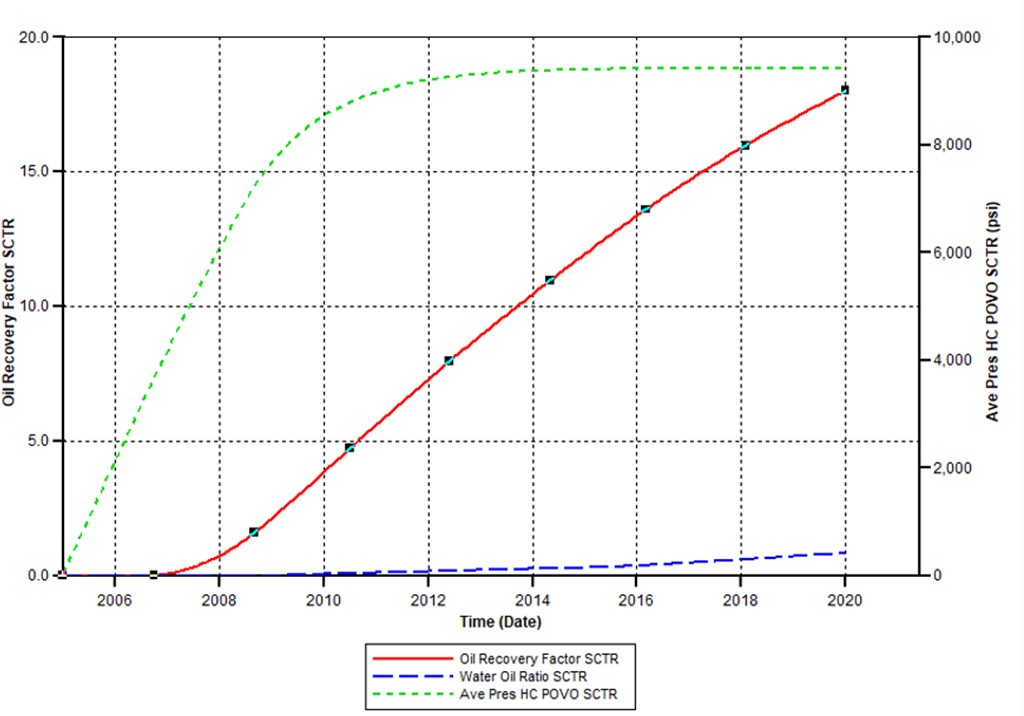 20.0
15.0
10.0
5.0
0.0
Oil Recovery Factor SCTR
10,000
8,000
6,000
4,000
2,000
0
Ave Pres HC POVO SCTR (psi)
2006 2008 2010 2012 2014 2016 2018 2020
Time (Date)
Oil Recovery Factor SCTR
Water Oil Ratio SCTR
Ave Pres HC POVO SCTR